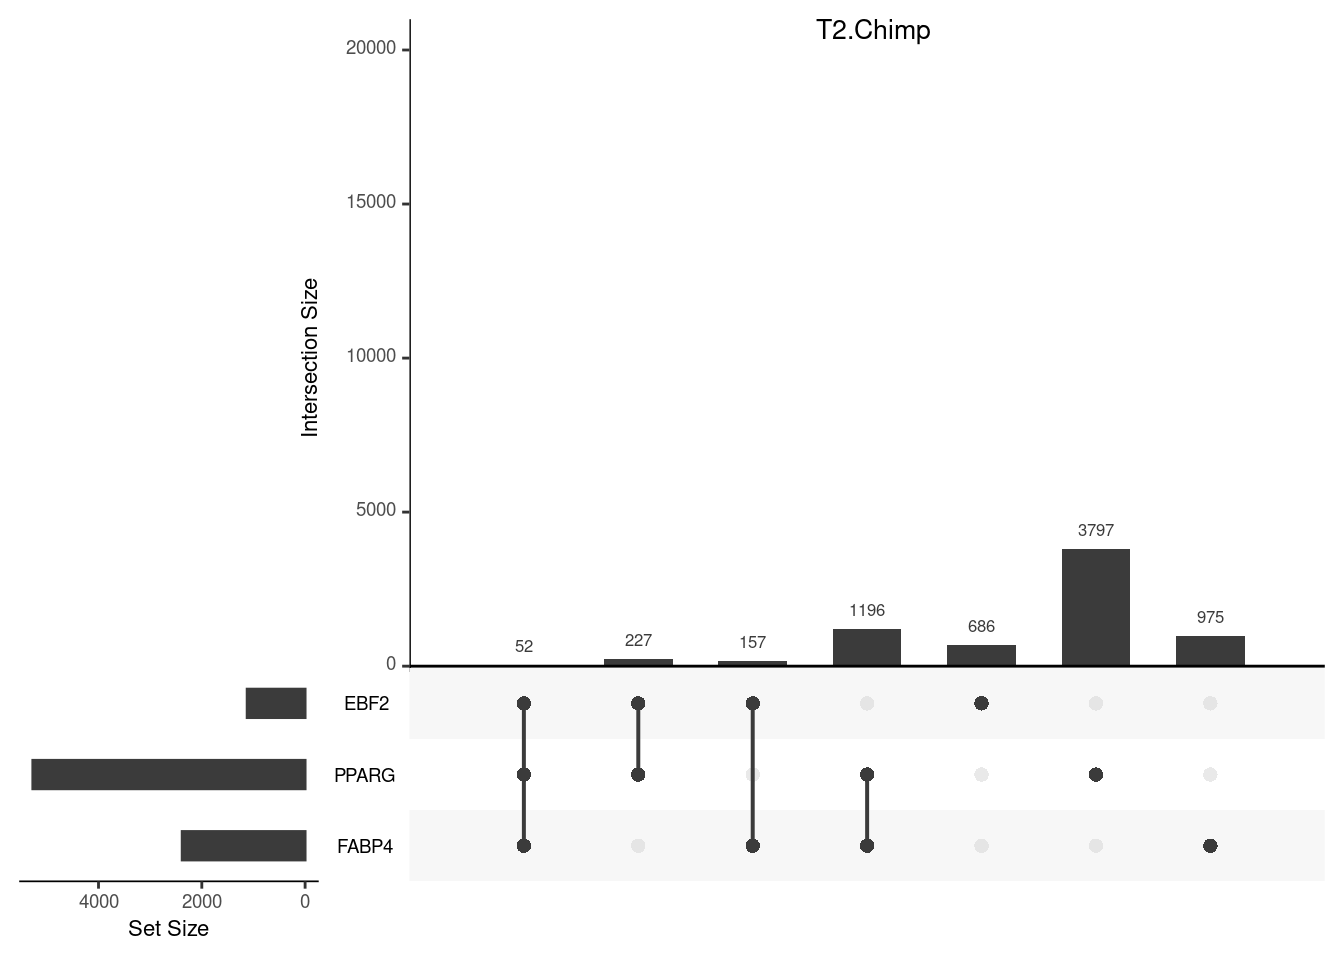 T2.Chimp
20000
15000
10000
5000
0
Intersection Size
52
227
157
1196
686
3797
975
EBF2
PPARG
FABP4
4000
2000
0
Set Size